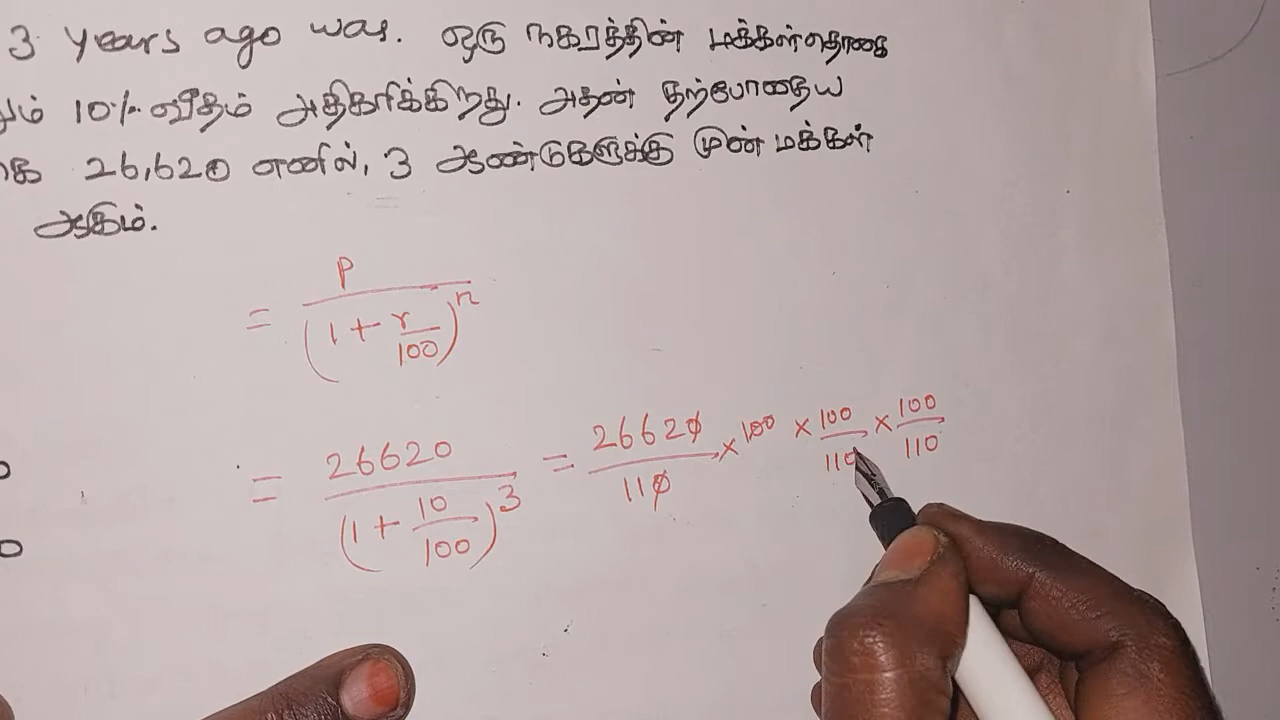 3 years ago was. ஒரு நகரத்தின் மக்கள்தொகை
ும் 10% வீதம் அதிகரிக்கிறது. அதன் தற்போதைய
கை 26,620 எனில், 3 ஆண்டுகளுக்கு முன் மக்கள்
ஆகும்.
= P / (1 + r/100)^n
= 26620 / (1 + 10/100)^3 = 26620/110 × 100 × 100/110 × 100/110